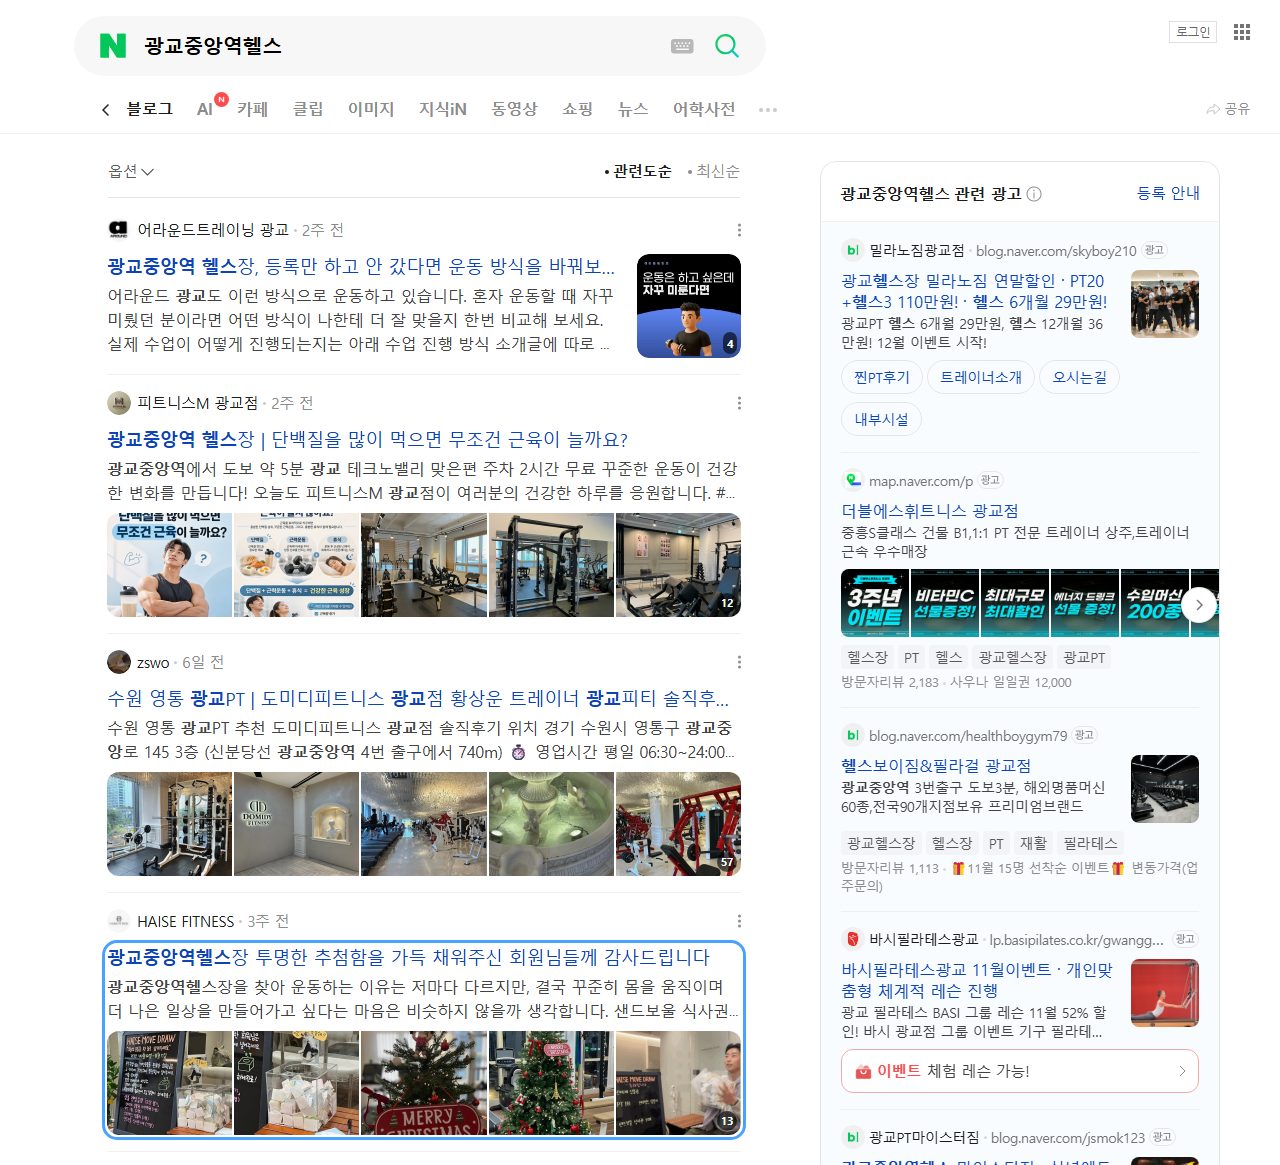 N 광교중앙역헬스
로그인
블로그 AI N 카페 클립 이미지 지식iN 동영상 쇼핑 뉴스 어학사전
공유
옵션
• 관련도순 • 최신순
어라운드트레이닝 광교 · 2주 전
광교중앙역 헬스장, 등록만 하고 안 갔다면 운동 방식을 바꿔보...
어라운드 광교도 이런 방식으로 운동하고 있습니다. 혼자 운동할 때 자꾸
미뤘던 분이라면 어떤 방식이 나한테 더 잘 맞을지 한번 비교해 보세요.
실제 수업이 어떻게 진행되는지는 아래 수업 진행 방식 소개글에 따로 ...
운동은 하고 싶은데
자꾸 미룬다면
4
피트니스M 광교점 · 2주 전
광교중앙역 헬스장 | 단백질을 많이 먹으면 무조건 근육이 늘까요?
광교중앙역에서 도보 약 5분 광교 테크노밸리 맞은편 주차 2시간 무료 꾸준한 운동이 건강
한 변화를 만듭니다! 오늘도 피트니스M 광교점이 여러분의 건강한 하루를 응원합니다. #...
단백질을 많이 먹으면
무조건 근육이 늘까요?
?
단백질 근력운동 휴식
단백질 + 근력운동 + 휴식 = 건강한 근육 성장
12
zswo · 6일 전
수원 영통 광교PT | 도미디피트니스 광교점 황상운 트레이너 광교피티 솔직후...
수원 영통 광교PT 추천 도미디피트니스 광교점 솔직후기 위치 경기 수원시 영통구 광교중
앙로 145 3층 (신분당선 광교중앙역 4번 출구에서 740m) ⏱ 영업시간 평일 06:30~24:00...
DOMIDY
FITNESS
57
HAISE FITNESS · 3주 전
광교중앙역헬스장 투명한 추첨함을 가득 채워주신 회원님들께 감사드립니다
광교중앙역헬스장을 찾아 운동하는 이유는 저마다 다르지만, 결국 꾸준히 몸을 움직이며
더 나은 일상을 만들어가고 싶다는 마음은 비슷하지 않을까 생각합니다. 샌드보울 식사권...
HAISE MOVE DRAW
MERRY
CHRISTMAS
HAISE MOVE DRAW
13
광교중앙역헬스 관련 광고
등록 안내
밀라노짐광교점 · blog.naver.com/skyboy210 광고
광교헬스장 밀라노짐 연말할인 · PT20
+헬스3 110만원! · 헬스 6개월 29만원!
광교PT 헬스 6개월 29만원, 헬스 12개월 36
만원! 12월 이벤트 시작!
찐PT후기 트레이너소개 오시는길
내부시설
map.naver.com/p 광고
더블에스휘트니스 광교점
중흥S클래스 건물 B1,1:1 PT 전문 트레이너 상주,트레이너
근속 우수매장
3주년
이벤트
비타민C
선물증정!
최대규모
최대할인
에너지 드링크
선물 증정!
수입머신
200종
헬스장 PT 헬스 광교헬스장 광교PT
방문자리뷰 2,183 · 사우나 일일권 12,000
blog.naver.com/healthboygym79 광고
헬스보이짐&필라걸 광교점
광교중앙역 3번출구 도보3분, 해외명품머신
60종,전국90개지점보유 프리미엄브랜드
광교헬스장 헬스장 PT 재활 필라테스
방문자리뷰 1,113 · 🎁11월 15명 선착순 이벤트🎁 변동가격(업
주문의)
바시필라테스광교 · lp.basipilates.co.kr/gwangg... 광고
바시필라테스광교 11월이벤트 · 개인맞
춤형 체계적 레슨 진행
광교 필라테스 BASI 그룹 레슨 11월 52% 할
인! 바시 광교점 그룹 이벤트 기구 필라테...
이벤트 체험 레슨 가능!
광교PT마이스터짐 · blog.naver.com/jsmok123 광고